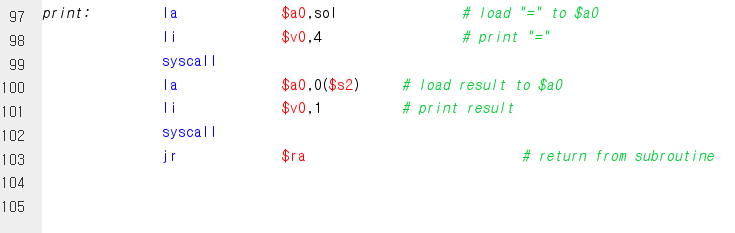 97 print: la $a0,sol # load "=" to $a0
98 li $v0,4 # print "="
99 syscall
100 la $a0,0($s2) # load result to $a0
101 li $v0,1 # print result
102 syscall
103 jr $ra # return from subroutine
104
105